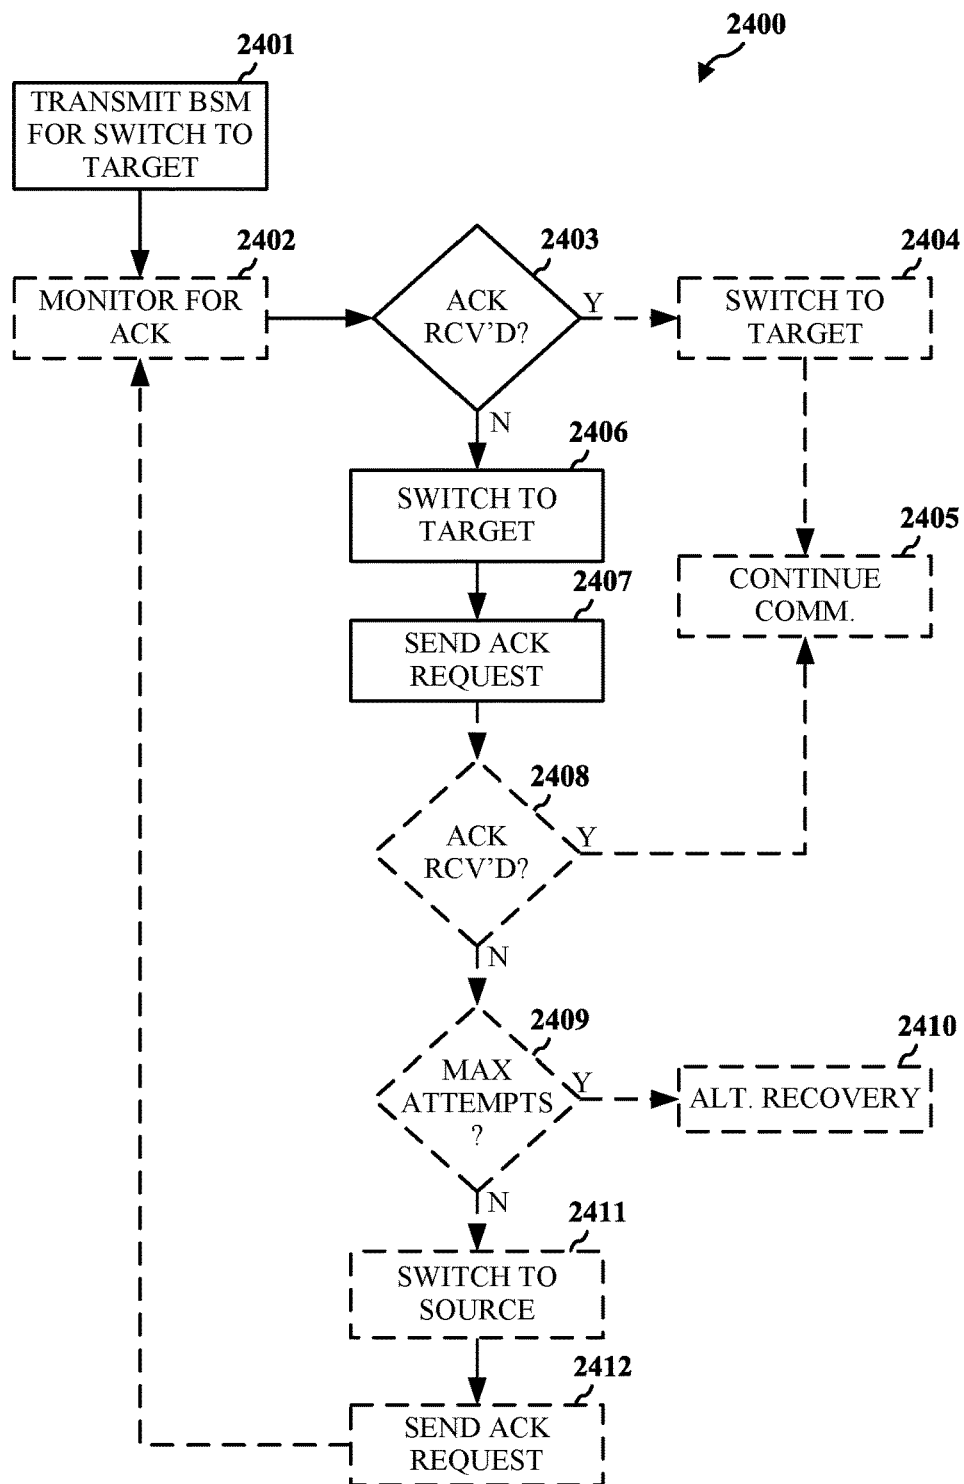 2400
2401
TRANSMIT BSM
FOR SWITCH TO
TARGET
2402
MONITOR FOR
ACK
2403
ACK
RCV'D?
Y
N
2404
SWITCH TO
TARGET
2405
CONTINUE
COMM.
2406
SWITCH TO
TARGET
2407
SEND ACK
REQUEST
2408
ACK
RCV'D?
Y
N
2409
MAX
ATTEMPTS
?
Y
N
2410
ALT. RECOVERY
2411
SWITCH TO
SOURCE
2412
SEND ACK
REQUEST